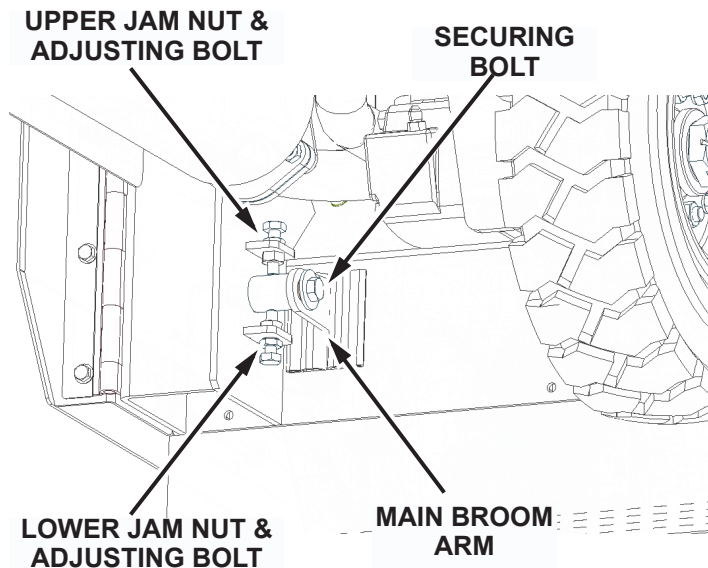 UPPER JAM NUT &
ADJUSTING BOLT
SECURING
BOLT
LOWER JAM NUT &
ADJUSTING BOLT
MAIN BROOM
ARM